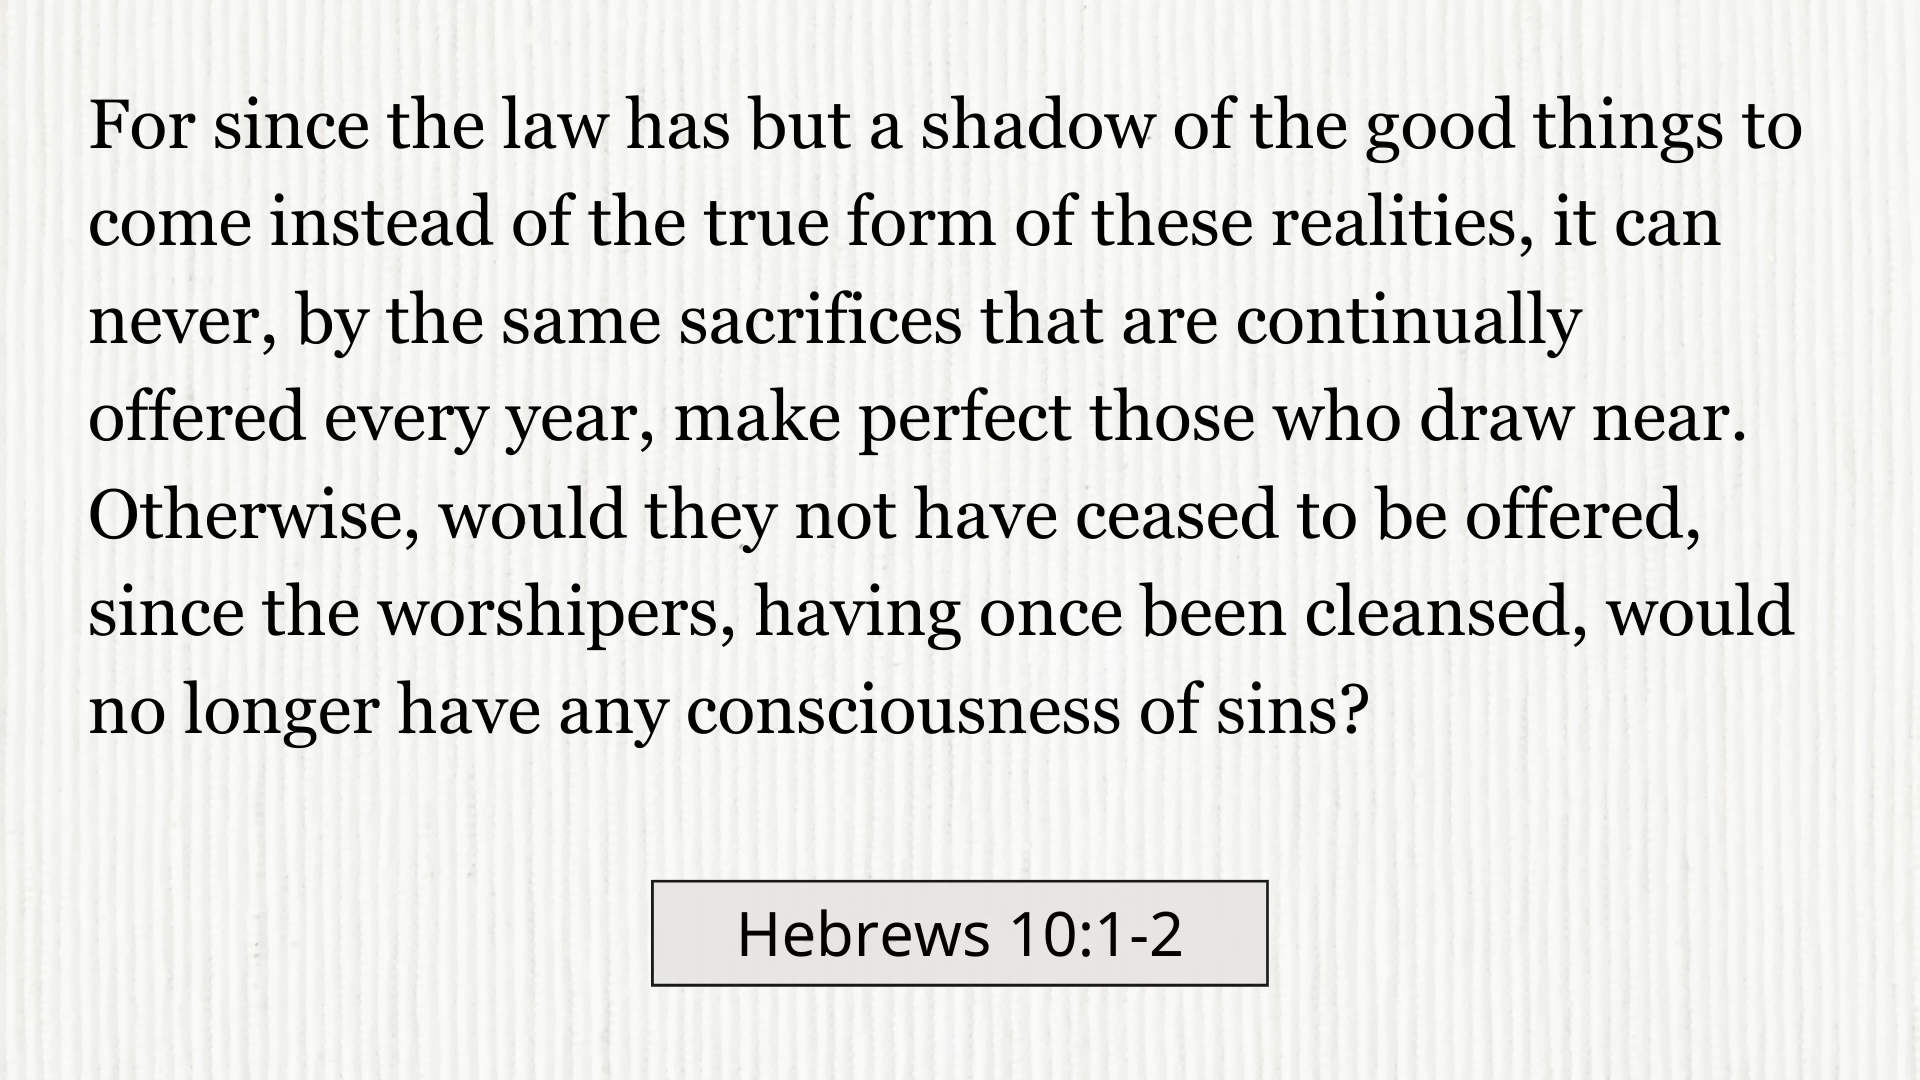 For since the law has but a shadow of the good things to
come instead of the true form of these realities, it can
never, by the same sacrifices that are continually
offered every year, make perfect those who draw near.
Otherwise, would they not have ceased to be offered,
since the worshipers, having once been cleansed, would
no longer have any consciousness of sins?
Hebrews 10:1-2